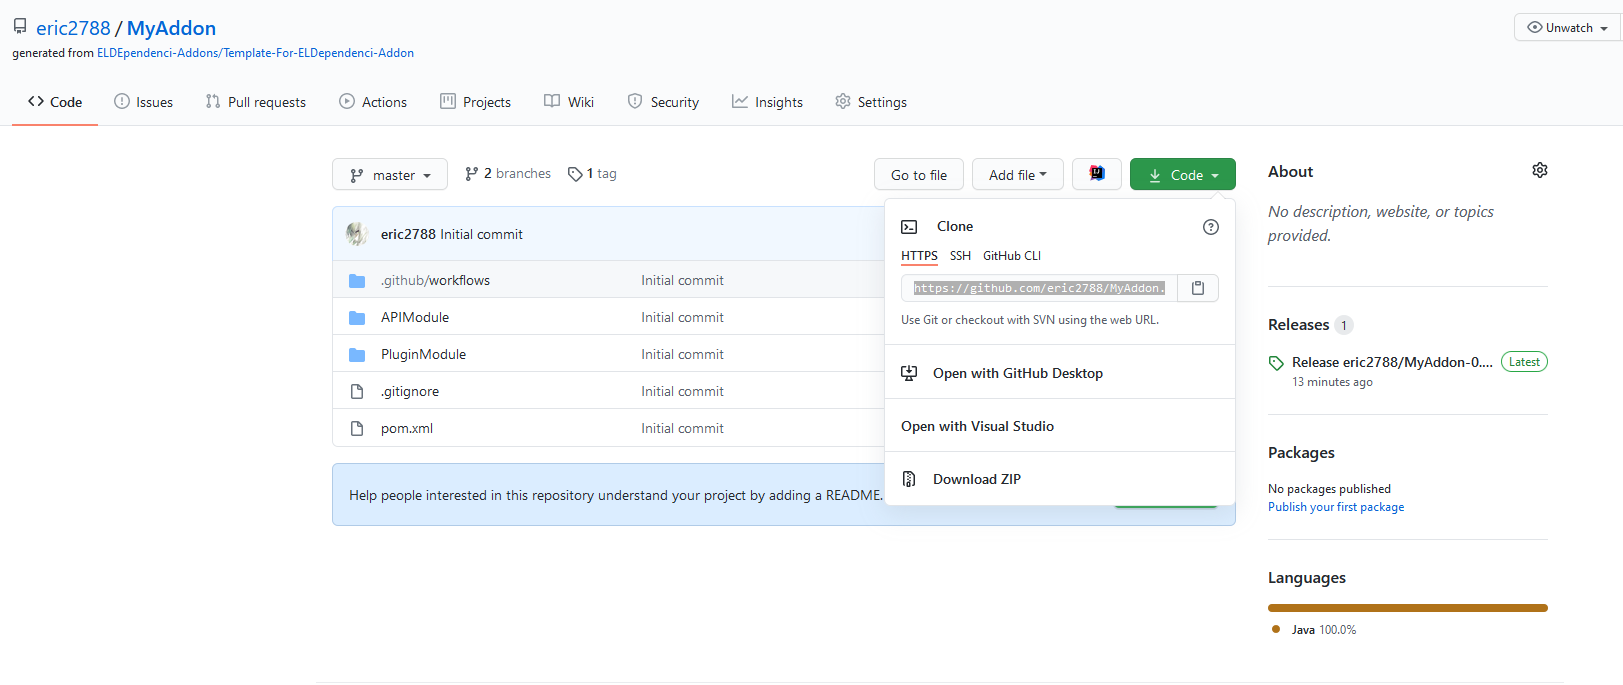 eric2788 / MyAddon
Unwatch
generated from ELDEpendenci-Addons/Template-For-ELDependenci-Addon
Code Issues Pull requests Actions Projects Wiki Security Insights Settings
master 2 branches 1 tag Go to file Add file Code
eric2788 Initial commit
.github/workflows Initial commit
APIModule Initial commit
PluginModule Initial commit
.gitignore Initial commit
pom.xml Initial commit
Help people interested in this repository understand your project by adding a README.
Clone
HTTPS SSH GitHub CLI
https://github.com/eric2788/MyAddon.
Use Git or checkout with SVN using the web URL.
Open with GitHub Desktop
Open with Visual Studio
Download ZIP
About
No description, website, or topics
provided.
Releases 1
Release eric2788/MyAddon-0.... Latest
13 minutes ago
Packages
No packages published
Publish your first package
Languages
Java 100.0%